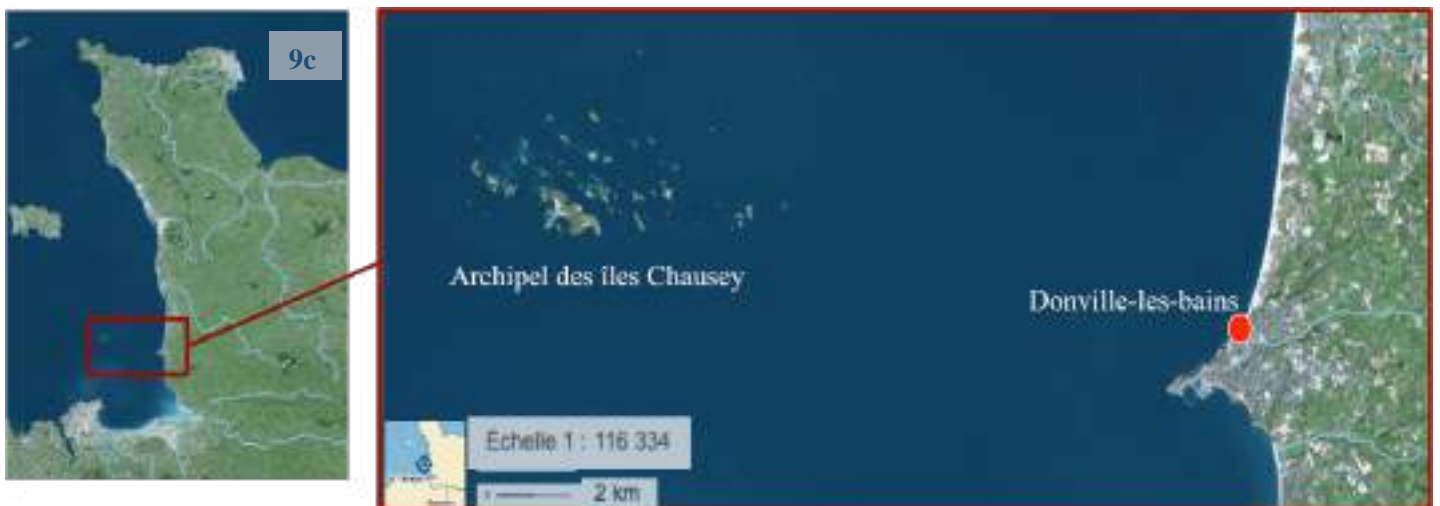 9c
Archipel des îles Chausey
Donville-les-bains
Echelle 1 : 116 334
2 km